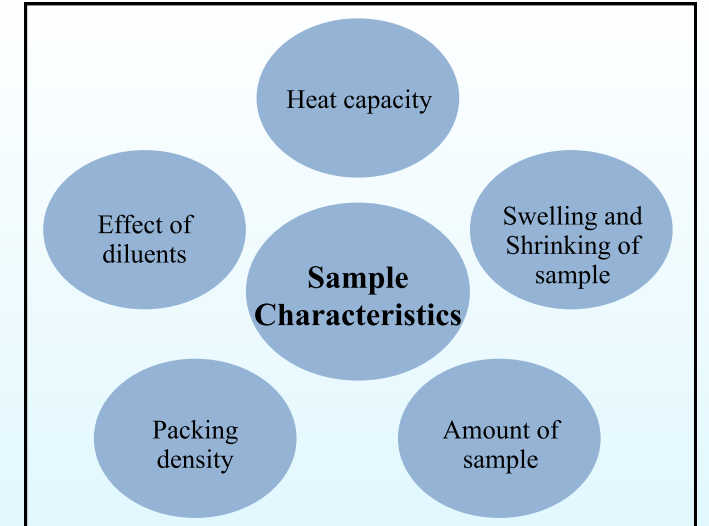 Heat capacity
Effect of
diluents
Swelling and
Shrinking of
sample
Sample
Characteristics
Packing
density
Amount of
sample